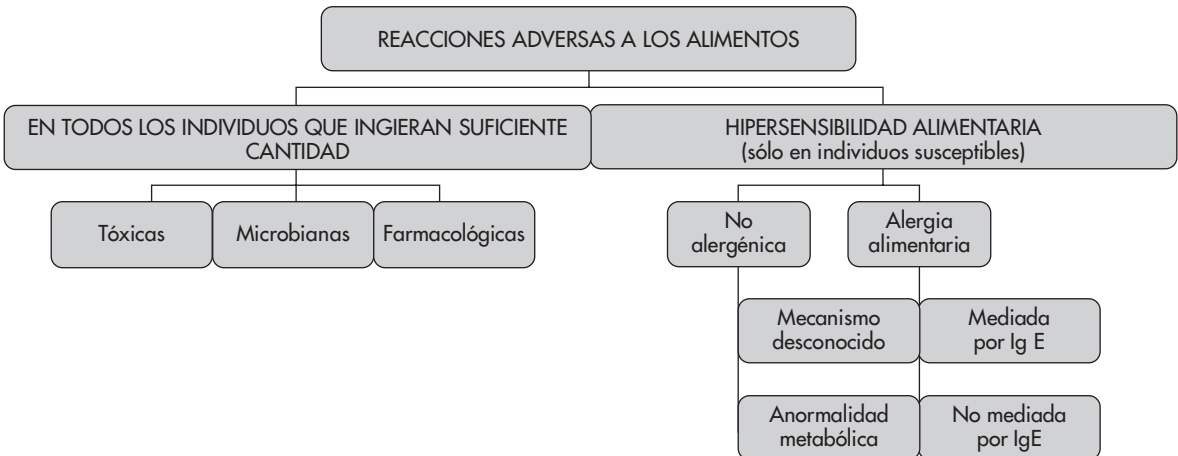 REACCIONES ADVERSAS A LOS ALIMENTOS
EN TODOS LOS INDIVIDUOS QUE INGIERAN SUFICIENTE
CANTIDAD
HIPERSENSIBILIDAD ALIMENTARIA
(sólo en individuos susceptibles)
Tóxicas
Microbianas
Farmacológicas
No
alergénica
Alergia
alimentaria
Mecanismo
desconocido
Mediada
por Ig E
Anormalidad
metabólica
No mediada
por IgE